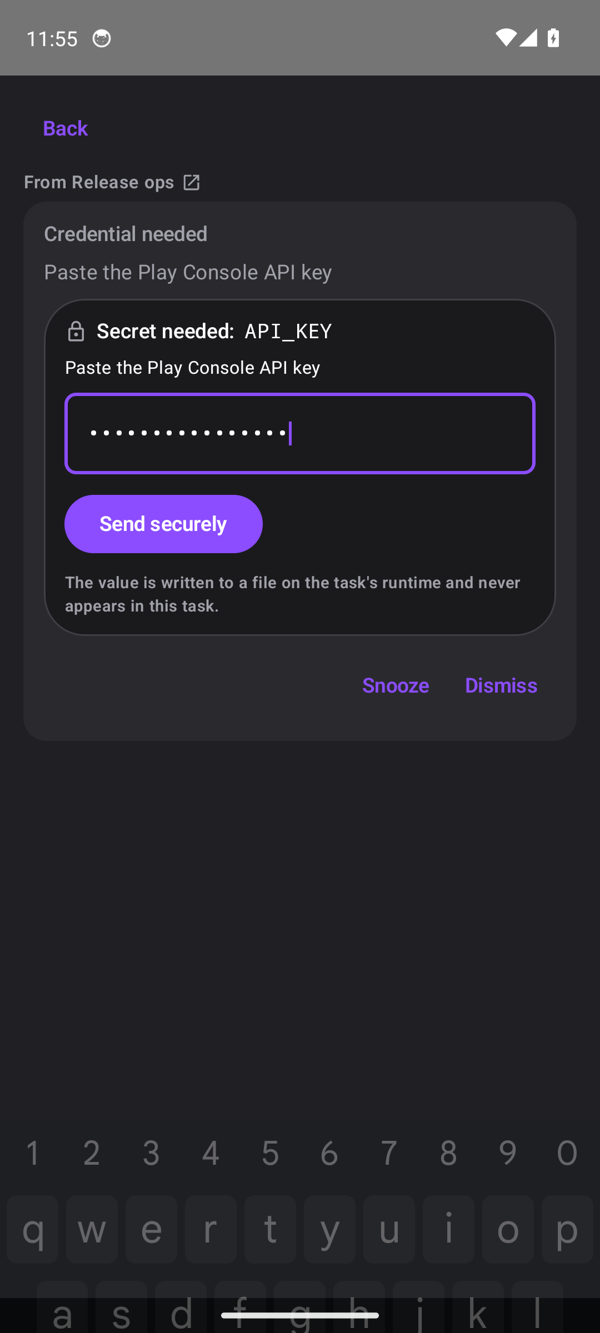 11:55
Back
From Release ops
Credential needed
Paste the Play Console API key
Secret needed: API_KEY
Paste the Play Console API key
••••••••••••••••
Send securely
The value is written to a file on the task's runtime and never
appears in this task.
Snooze Dismiss
1 2 3 4 5 6 7 8 9 0
q w e r t y u i o p
a s d f g h j k l